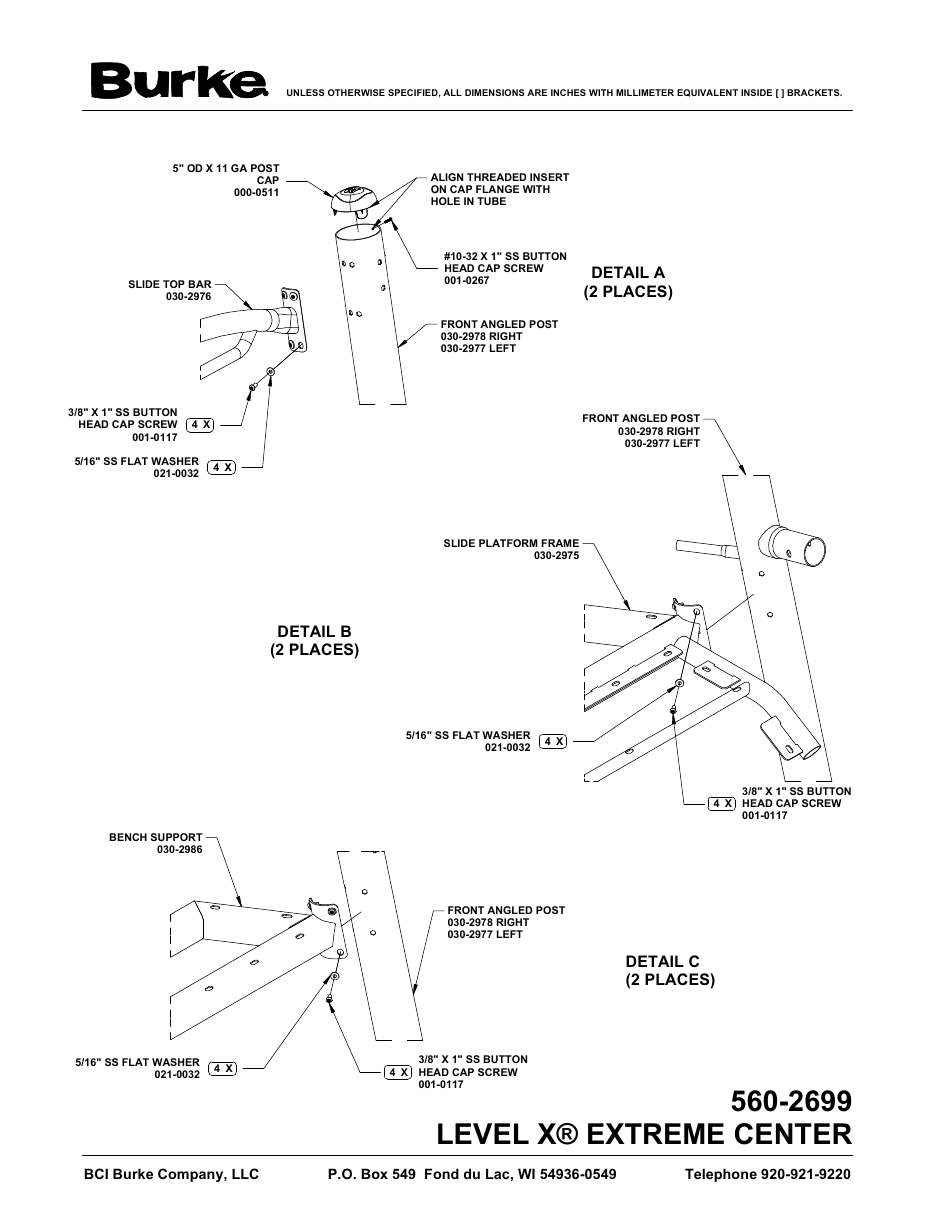 Burke
UNLESS OTHERWISE SPECIFIED, ALL DIMENSIONS ARE INCHES WITH MILLIMETER EQUIVALENT INSIDE [ ] BRACKETS.
5" OD X 11 GA POST
CAP
000-0511
ALIGN THREADED INSERT
ON CAP FLANGE WITH
HOLE IN TUBE
#10-32 X 1" SS BUTTON
HEAD CAP SCREW
001-0267
DETAIL A
(2 PLACES)
SLIDE TOP BAR
030-2976
FRONT ANGLED POST
030-2978 RIGHT
030-2977 LEFT
3/8" X 1" SS BUTTON
HEAD CAP SCREW
001-0117
4 X
5/16" SS FLAT WASHER
021-0032
4 X
FRONT ANGLED POST
030-2978 RIGHT
030-2977 LEFT
SLIDE PLATFORM FRAME
030-2975
DETAIL B
(2 PLACES)
5/16" SS FLAT WASHER
021-0032
4 X
4 X
3/8" X 1" SS BUTTON
HEAD CAP SCREW
001-0117
BENCH SUPPORT
030-2986
FRONT ANGLED POST
030-2978 RIGHT
030-2977 LEFT
DETAIL C
(2 PLACES)
5/16" SS FLAT WASHER
021-0032
4 X
4 X
3/8" X 1" SS BUTTON
HEAD CAP SCREW
001-0117
560-2699
LEVEL X® EXTREME CENTER
BCI Burke Company, LLC P.O. Box 549 Fond du Lac, WI 54936-0549 Telephone 920-921-9220